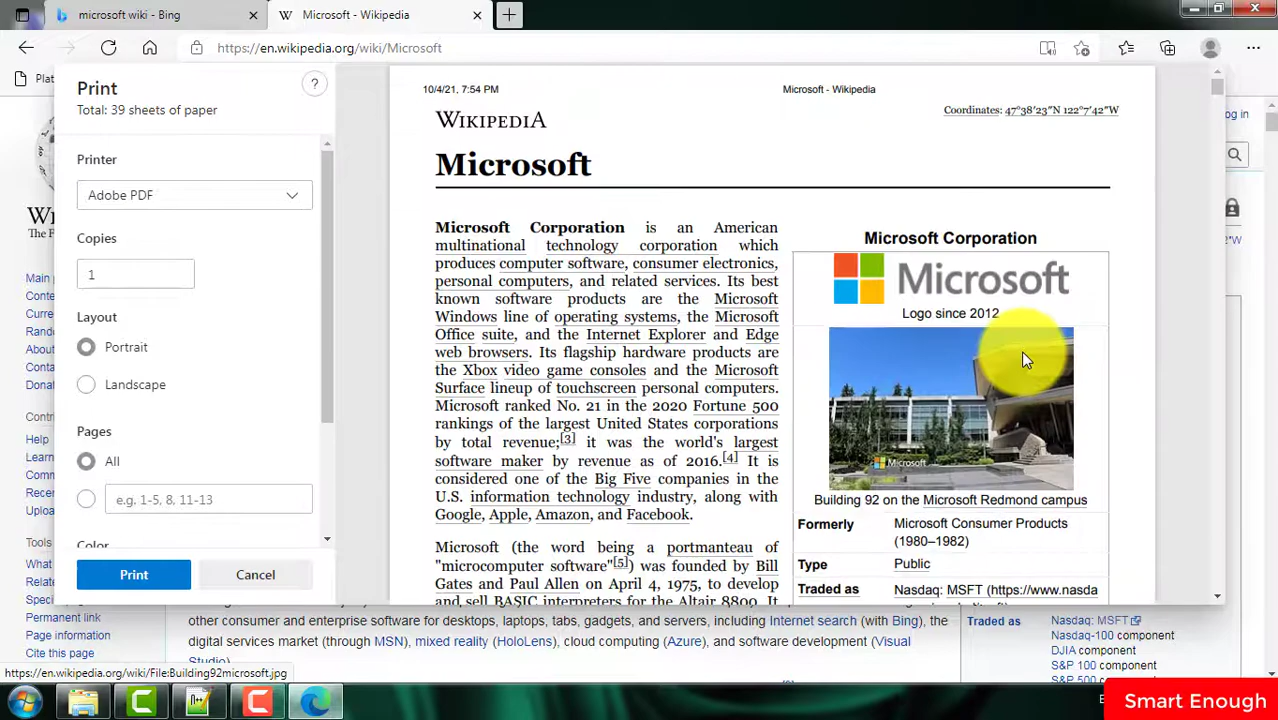 microsoft wiki - Bing
Microsoft - Wikipedia
https://en.wikipedia.org/wiki/Microsoft
Print
Total: 39 sheets of paper
Printer
Adobe PDF
Copies
1
Layout
Portrait
Landscape
Pages
All
e.g. 1-5, 8, 11-13
Print
Cancel
10/4/21, 7:54 PM
Microsoft - Wikipedia
WIKIPEDIA
Coordinates: 47°38′23″N 122°7′42″W
Microsoft
Microsoft Corporation is an American
multinational technology corporation which
produces computer software, consumer electronics,
personal computers, and related services. Its best
known software products are the Microsoft
Windows line of operating systems, the Microsoft
Office suite, and the Internet Explorer and Edge
web browsers. Its flagship hardware products are
the Xbox video game consoles and the Microsoft
Surface lineup of touchscreen personal computers.
Microsoft ranked No. 21 in the 2020 Fortune 500
rankings of the largest United States corporations
by total revenue;[3] it was the world's largest
software maker by revenue as of 2016.[4] It is
considered one of the Big Five companies in the
U.S. information technology industry, along with
Google, Apple, Amazon, and Facebook.
Microsoft (the word being a portmanteau of
"microcomputer software"[5]) was founded by Bill
Gates and Paul Allen on April 4, 1975, to develop
and sell BASIC interpreters for the Altair 8800. It
Microsoft Corporation
Microsoft
Logo since 2012
Microsoft
Building 92 on the Microsoft Redmond campus
Formerly Microsoft Consumer Products
(1980–1982)
Type Public
Traded as Nasdaq: MSFT (https://www.nasda
other consumer and enterprise software for desktops, laptops, tabs, gadgets, and servers, including Internet search (with Bing), the
digital services market (through MSN), mixed reality (HoloLens), cloud computing (Azure), and software development (Visual
Studio).
Permanent link
Page information
Cite this page
Traded as Nasdaq: MSFT
Nasdaq-100 component
DJIA component
S&P 100 component
S&P 500 component
https://en.wikipedia.org/wiki/File:Building92microsoft.jpg
Smart Enough